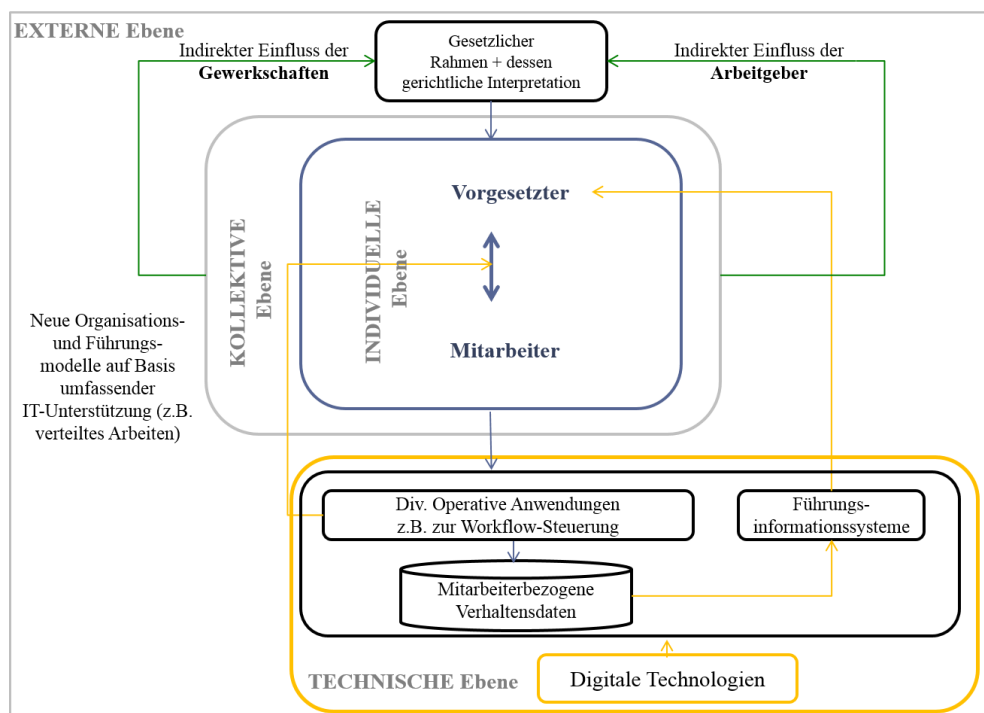 EXTERNE Ebene
Indirekter Einfluss der
Gewerkschaften
Gesetzlicher
Rahmen + dessen
gerichtliche Interpretation
Indirekter Einfluss der
Arbeitgeber
KOLLEKTIVE
Ebene
INDIVIDUELLE
Ebene
Vorgesetzter
Mitarbeiter
Neue Organisations-
und Führungs-
modelle auf Basis
umfassender
IT-Unterstützung (z.B.
verteiltes Arbeiten)
Div. Operative Anwendungen
z.B. zur Workflow-Steuerung
Führungs-
informationssysteme
Mitarbeiterbezogene
Verhaltensdaten
TECHNISCHE Ebene
Digitale Technologien